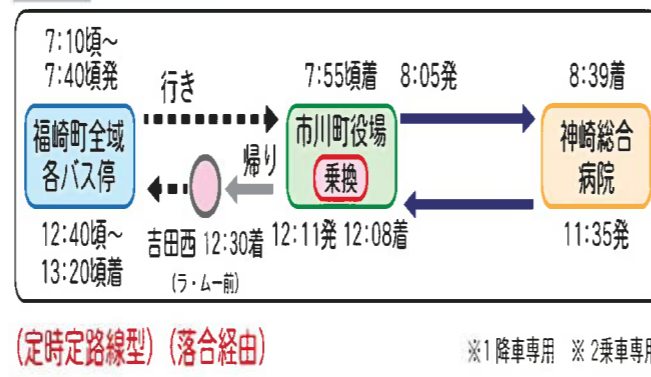 7:10頃～
7:40頃発
行き
7:55頃着 8:05発
8:39着
福崎町全域
各バス停
市川町役場
乗換
神崎総合
病院
帰り
12:40頃～
13:20頃着
吉田西 12:30着
(ラ・ムー前)
12:11発 12:08着
11:35発
(定時定路線型) (落合経由)
※1 降車専用 ※2乗車専用